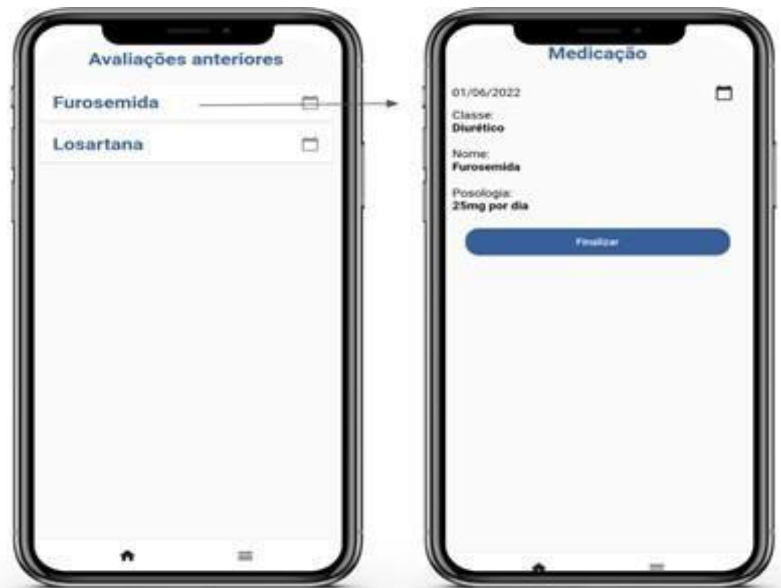 Avaliações anteriores
Furosemida
Losartana
Medicação
01/06/2022
Classe:
Diurético
Nome:
Furosemida
Posologia:
25mg por dia
Finalizar